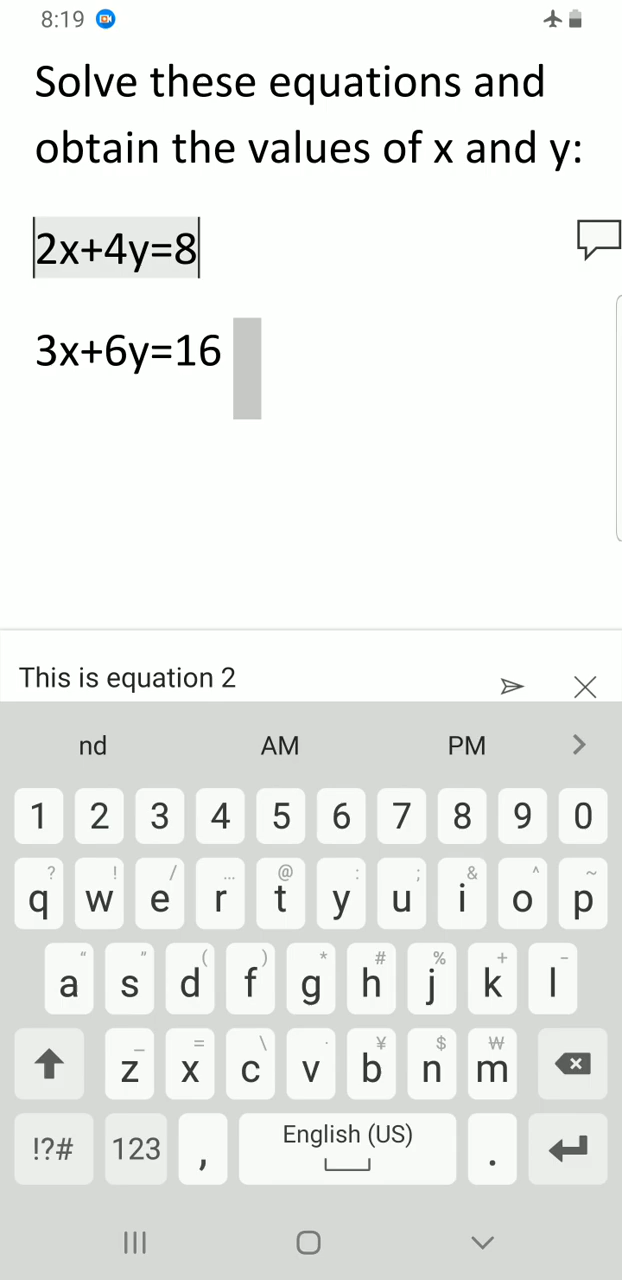 8:19
Solve these equations and
obtain the values of x and y:
2x+4y=8
3x+6y=16
This is equation 2
nd AM PM
1 2 3 4 5 6 7 8 9 0
? ! / ... @ : ; & ^ ~
q w e r t y u i o p
" " ( ) * # % + -
a s d f g h j k l
_ = \ · ¥ $ ₩
z x c v b n m
!?# 123 , English (US) .